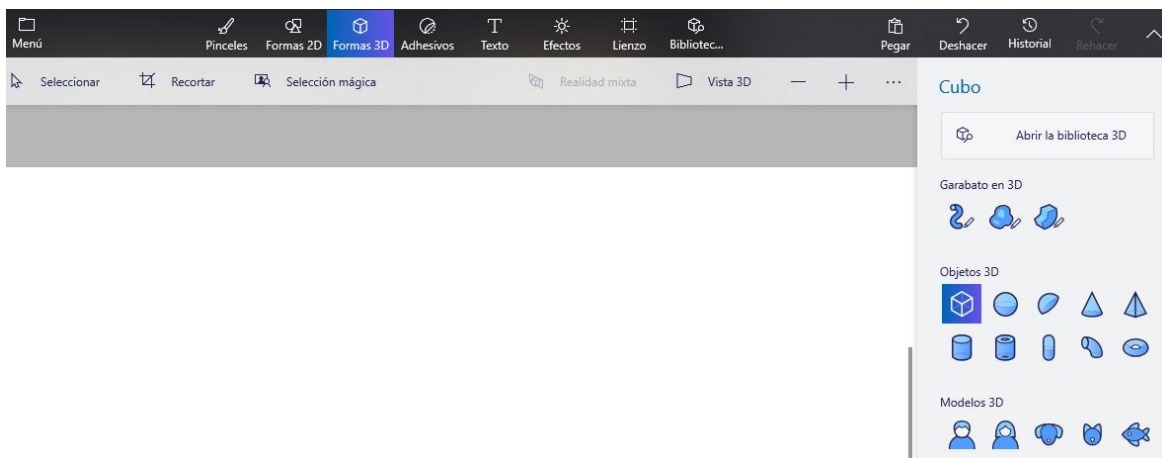 Menú
Pinceles
Formas 2D
Formas 3D
Adhesivos
Texto
Efectos
Lienzo
Bibliotec...
Pegar
Deshacer
Historial
Rehacer
Seleccionar
Recortar
Selección mágica
Realidad mixta
Vista 3D
Cubo
Abrir la biblioteca 3D
Garabato en 3D
Objetos 3D
Modelos 3D